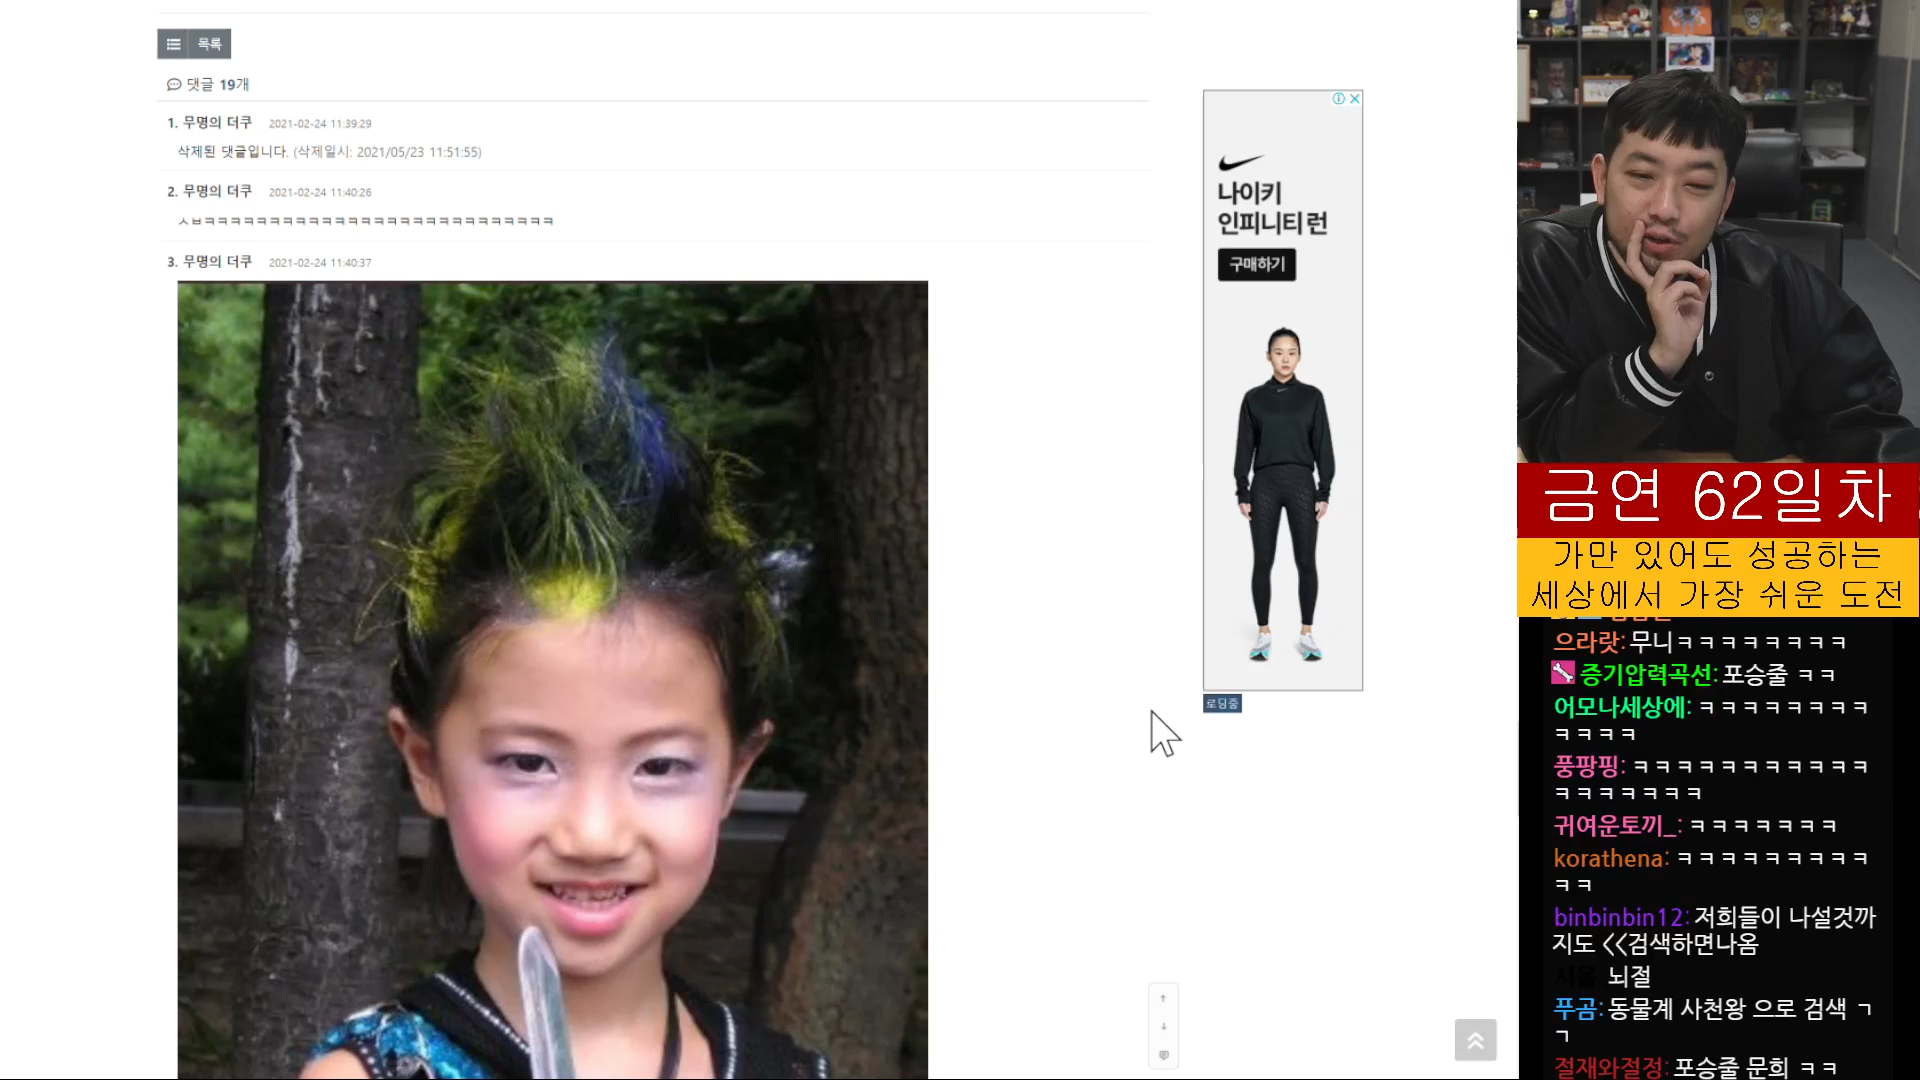 목록
댓글 19개
1. 무명의 더쿠 2021-02-24 11:39:29
삭제된 댓글입니다. (삭제일시: 2021/05/23 11:51:55)
2. 무명의 더쿠 2021-02-24 11:40:26
ㅅㅂㅋㅋㅋㅋㅋㅋㅋㅋㅋㅋㅋㅋㅋㅋㅋㅋㅋㅋㅋㅋㅋㅋㅋㅋㅋㅋㅋ
3. 무명의 더쿠 2021-02-24 11:40:37
나이키
인피니티 런
구매하기
로딩중
금연 62일차
가만 있어도 성공하는
세상에서 가장 쉬운 도전
으라랏: 무니ㅋㅋㅋㅋㅋㅋㅋㅋ
증기압력곡선: 포승줄 ㅋㅋ
어모나세상에: ㅋㅋㅋㅋㅋㅋㅋㅋ
ㅋㅋㅋㅋ
풍팡핑: ㅋㅋㅋㅋㅋㅋㅋㅋㅋㅋㅋ
ㅋㅋㅋㅋㅋㅋㅋ
귀여운토끼_: ㅋㅋㅋㅋㅋㅋㅋ
korathena: ㅋㅋㅋㅋㅋㅋㅋㅋㅋ
ㅋㅋ
binbinbin12: 저희들이 나설것까
지도 <<검색하면나옴
뇌절
푸곰: 동물계 사천왕 으로 검색 ㄱ
ㄱ
절재와절정: 포승줄 문희 ㅋㅋ